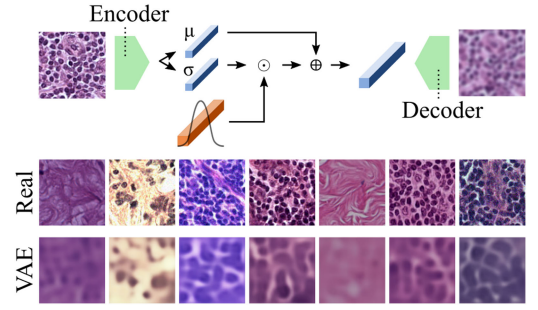 Encoder
μ
σ
Decoder
Real
VAE